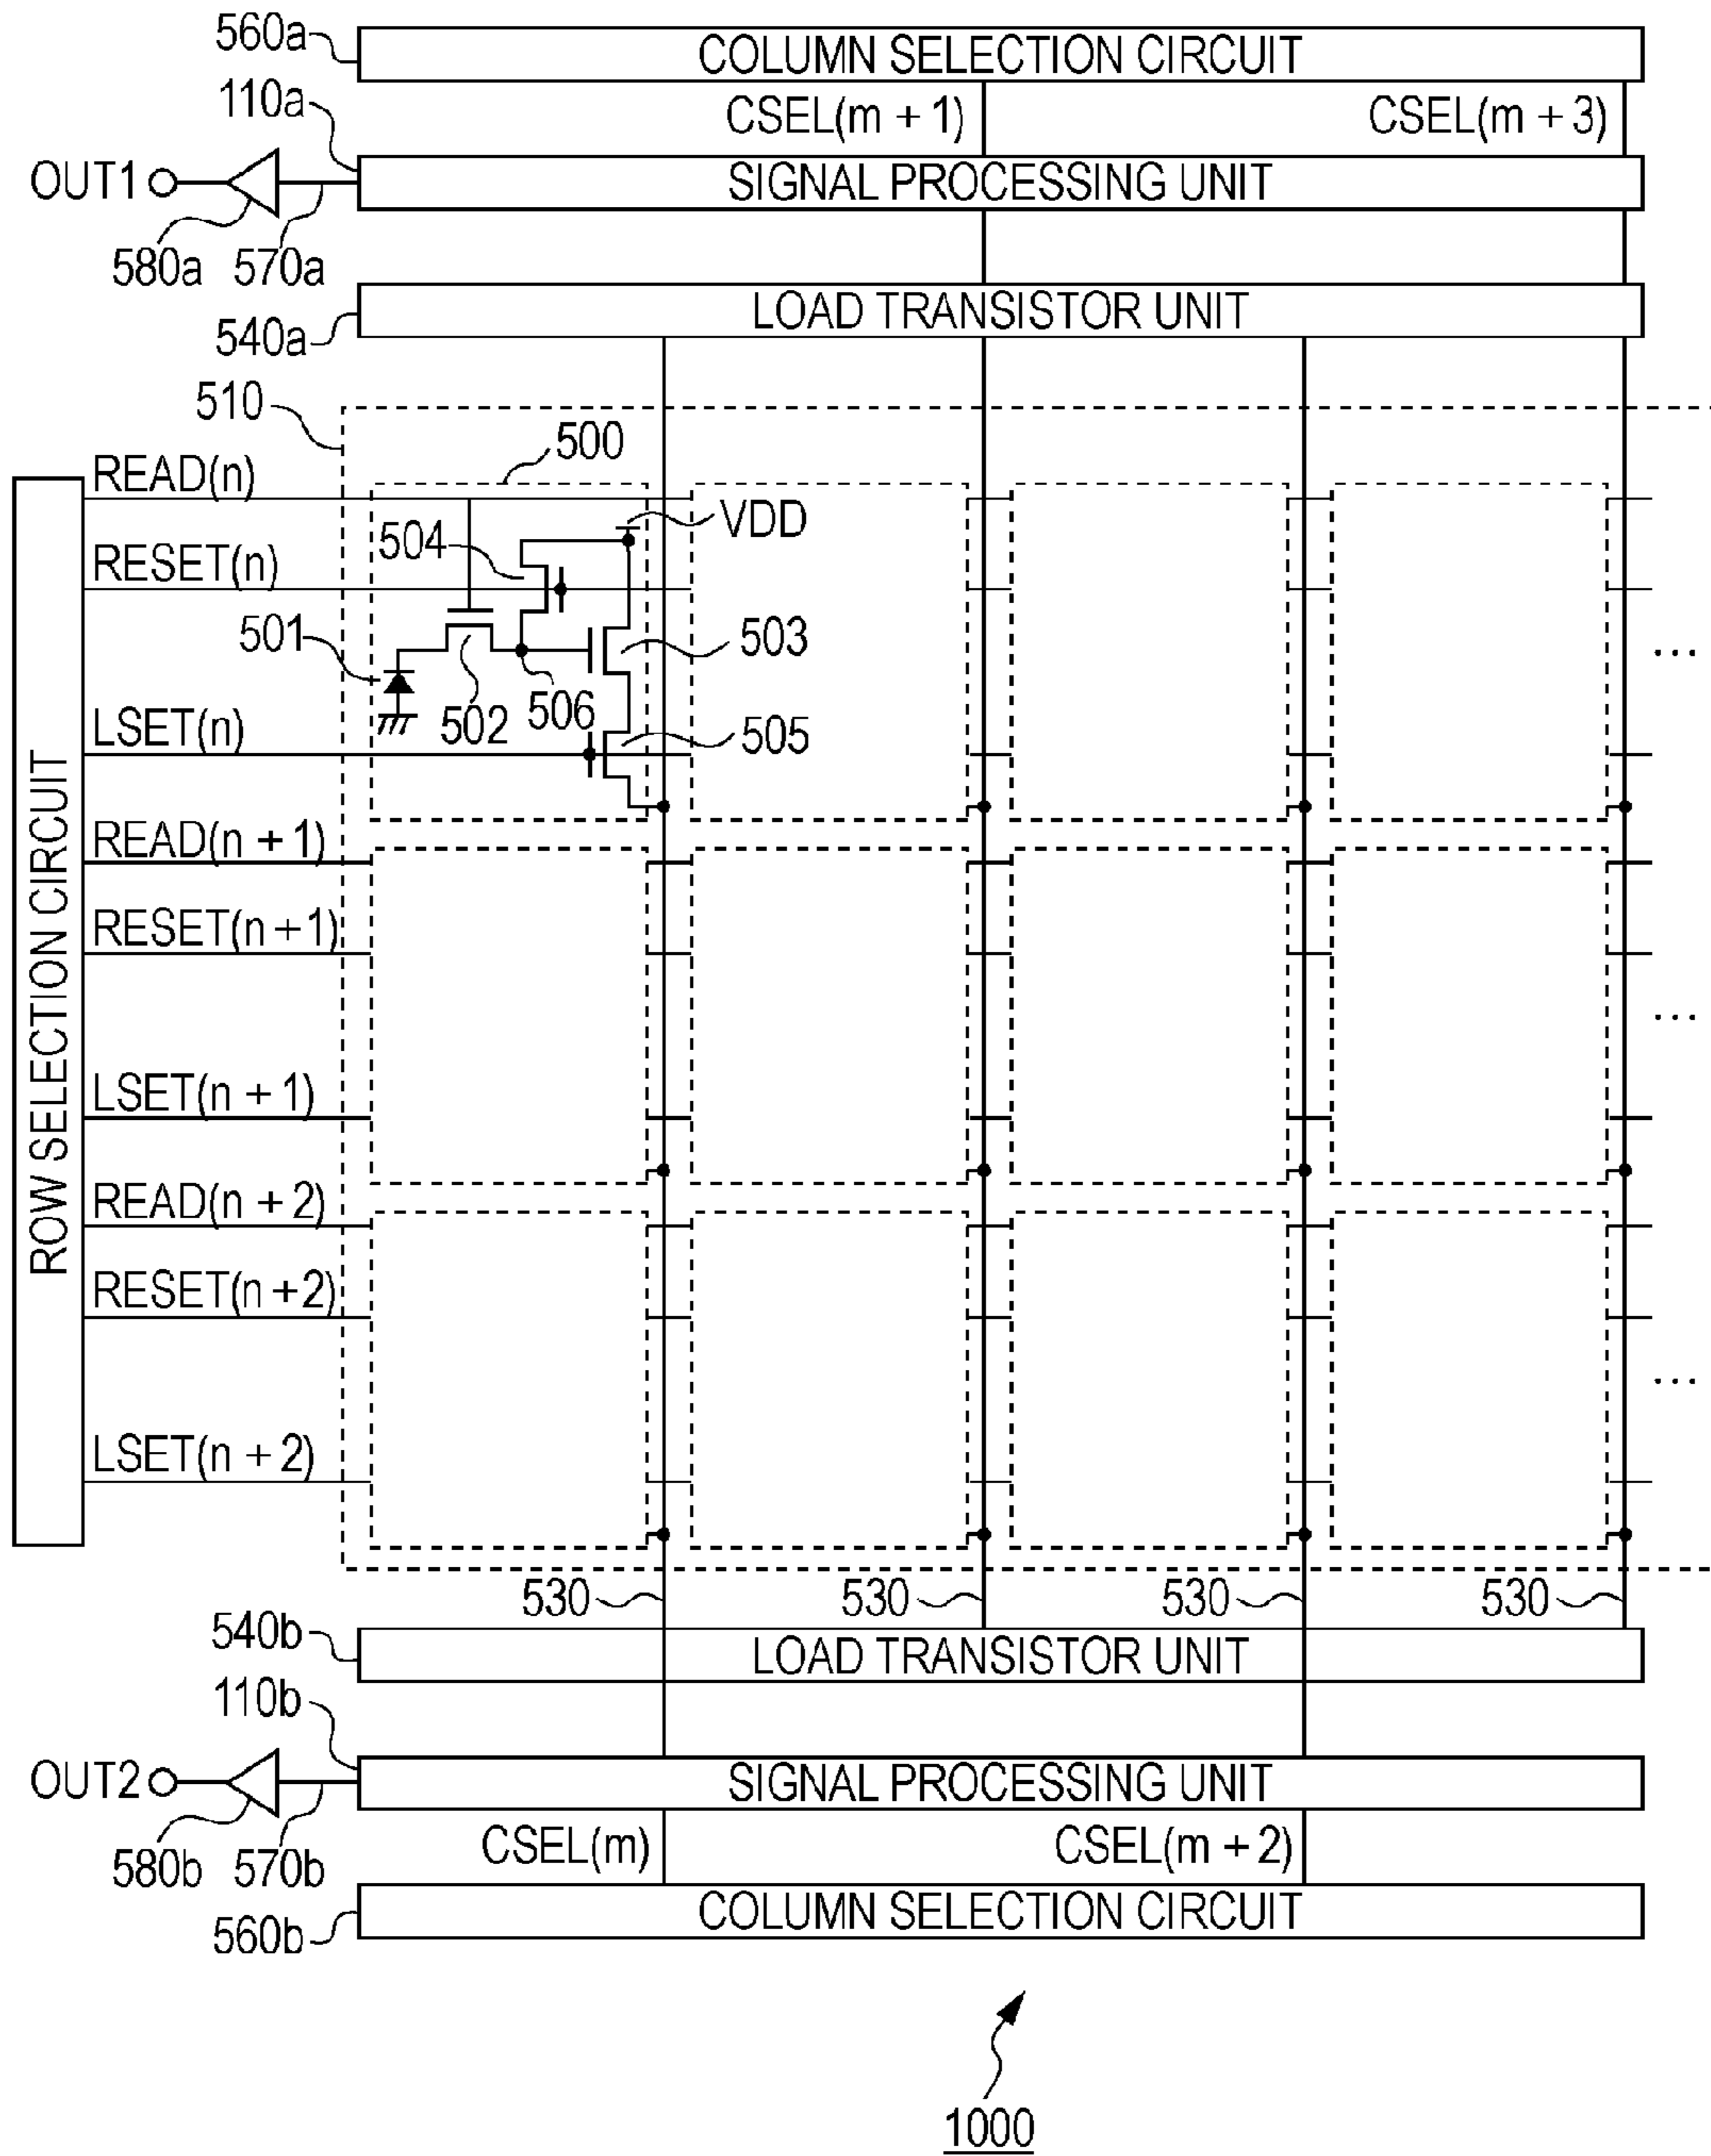 560a
COLUMN SELECTION CIRCUIT
110a
CSEL(m + 1)
CSEL(m + 3)
OUT1
SIGNAL PROCESSING UNIT
580a
570a
540a
LOAD TRANSISTOR UNIT
510
500
READ(n)
VDD
504
RESET(n)
501
503
502
506
LSET(n)
505
ROW SELECTION CIRCUIT
READ(n + 1)
RESET(n + 1)
LSET(n + 1)
READ(n + 2)
RESET(n + 2)
LSET(n + 2)
...
...
...
530
530
530
530
540b
LOAD TRANSISTOR UNIT
110b
OUT2
SIGNAL PROCESSING UNIT
580b
570b
CSEL(m)
CSEL(m + 2)
560b
COLUMN SELECTION CIRCUIT
1000